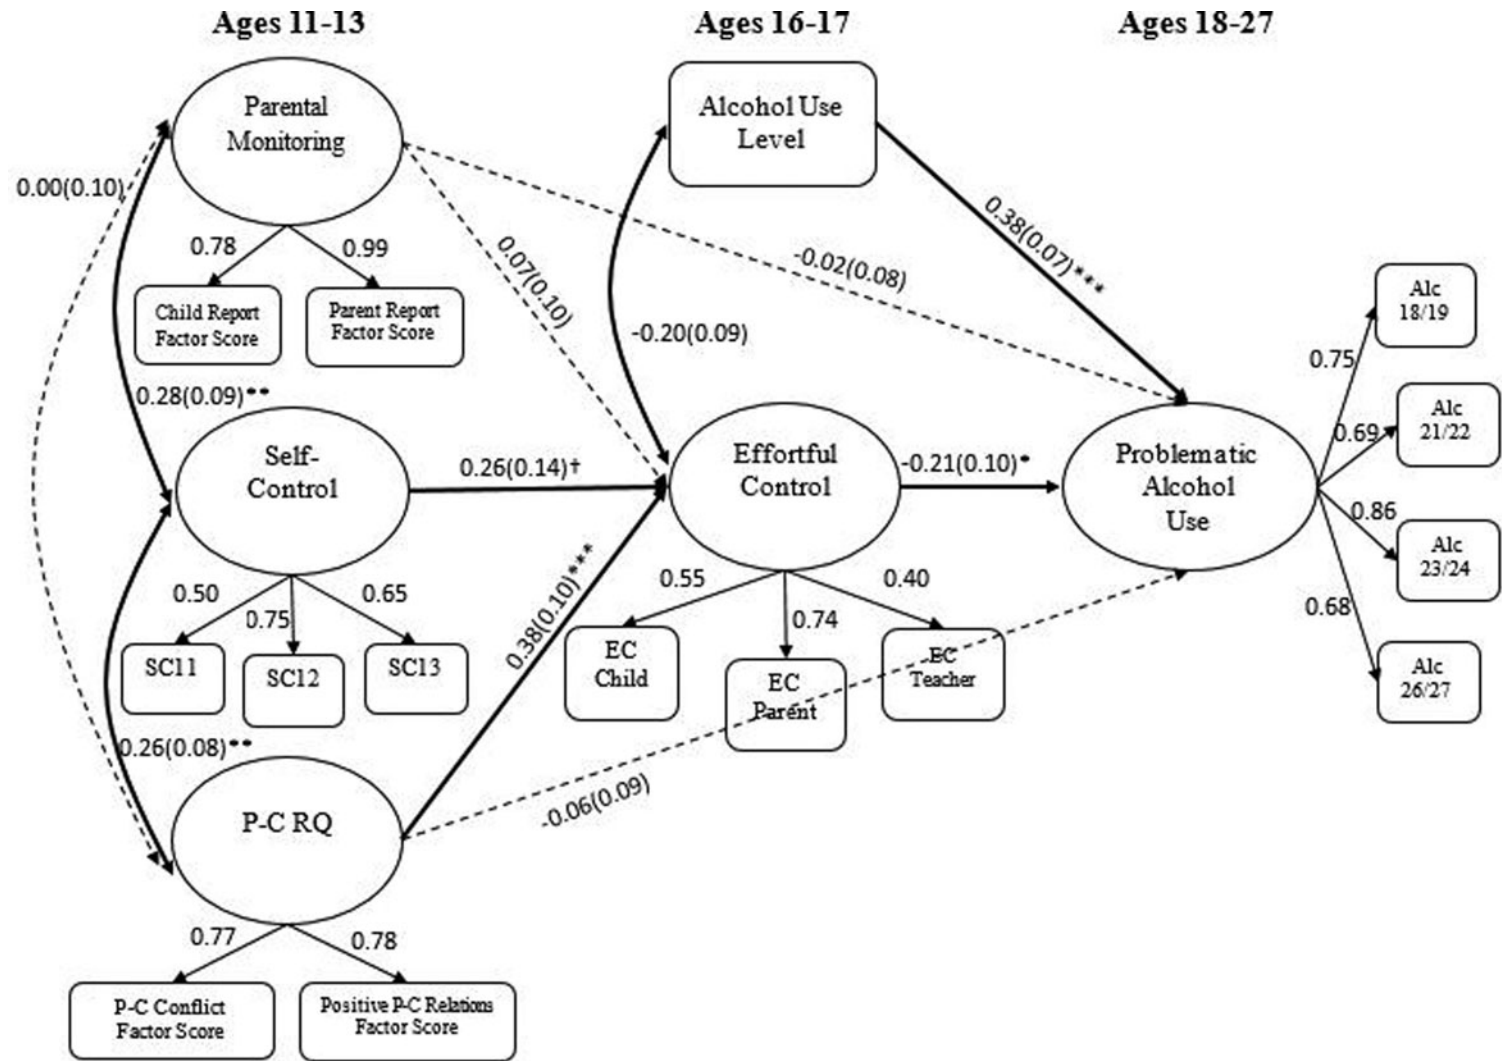 Ages 11-13
Ages 16-17
Ages 18-27
Parental
Monitoring
Alcohol Use
Level
0.00(0.10)
0.78
0.99
0.07(0.10)
-0.02(0.08)
0.38(0.07)***
Child Report
Factor Score
Parent Report
Factor Score
-0.20(0.09)
Alc
18/19
0.75
0.28(0.09)**
Self-
Control
0.26(0.14)†
Effortful
Control
-0.21(0.10)*
Problematic
Alcohol
Use
0.69
Alc
21/22
0.86
Alc
23/24
0.68
Alc
26/27
0.50
0.75
0.65
SC11
SC12
SC13
0.38(0.10)***
0.55
0.74
0.40
EC
Child
EC
Parent
EC
Teacher
0.26(0.08)**
P-C RQ
-0.06(0.09)
0.77
0.78
P-C Conflict
Factor Score
Positive P-C Relations
Factor Score